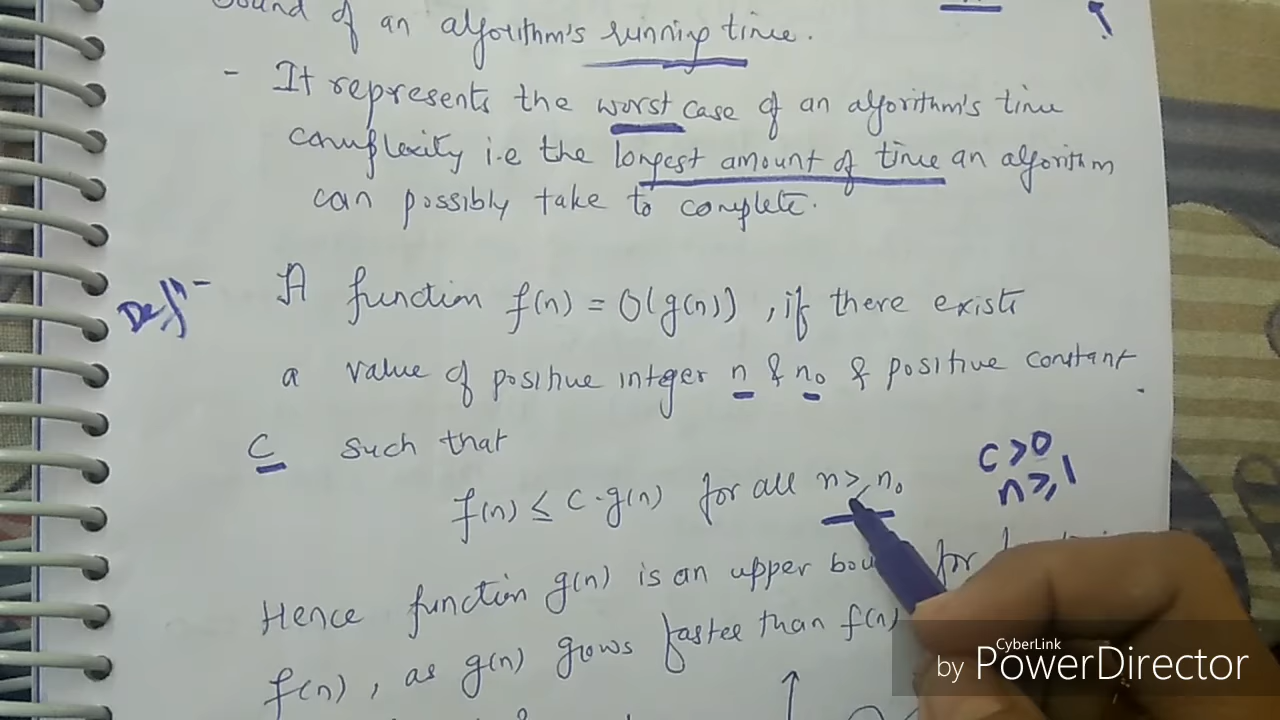 Bound of an algorithm's running time.
- It represents the worst case of an algorithm's time
complexity i.e the longest amount of time an algorithm
can possibly take to complete.
Defn - A function f(n) = O(g(n)), if there exists
a value of positive integer n & n₀ & positive constant.
C such that
f(n) ≤ C·g(n) for all n ≥ n₀
c>0
n≥1
Hence function g(n) is an upper for
f(n), as g(n) grows faster than f(n)
CyberLink
by PowerDirector